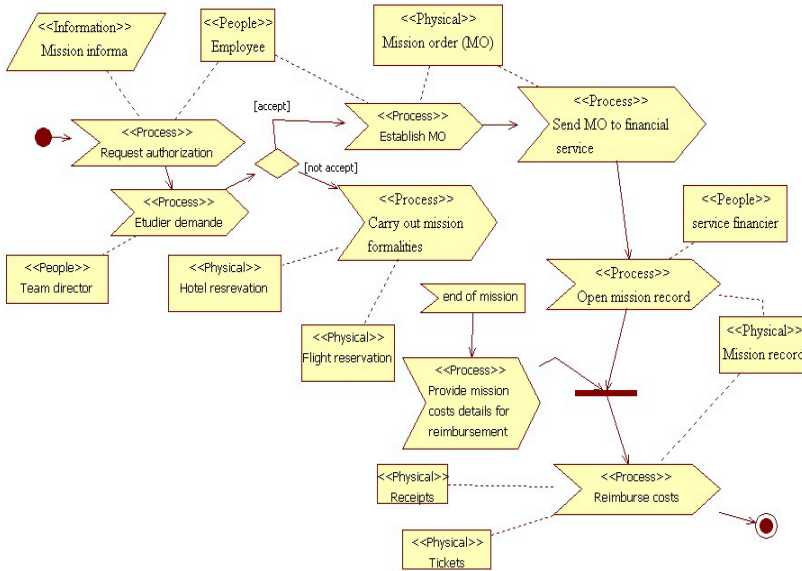 <<Information>>
Mission informa
<<People>>
Employee
<<Physical>>
Mission order (MO)
[accept]
<<Process>>
Request authorization
<<Process>>
Establish MO
<<Process>>
Send MO to financial
service
[not accept]
<<Process>>
Etudier demande
<<Process>>
Carry out mission
formalities
<<People>>
service financier
<<People>>
Team director
<<Physical>>
Hotel resrevation
<<Process>>
Open mission record
end of mission
<<Physical>>
Flight reservation
<<Physical>>
Mission record
<<Process>>
Provide mission
costs details for
reimbursement
<<Physical>>
Receipts
<<Process>>
Reimburse costs
<<Physical>>
Tickets